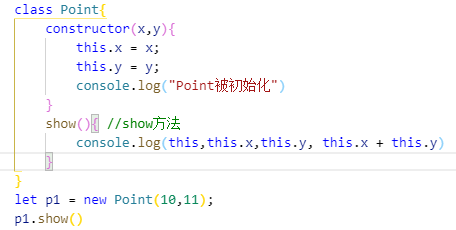 class Point{
    constructor(x,y){
        this.x = x;
        this.y = y;
        console.log("Point被初始化")
    }
    show(){ //show方法
        console.log(this,this.x,this.y, this.x + this.y)
    }
}
let p1 = new Point(10,11);
p1.show()